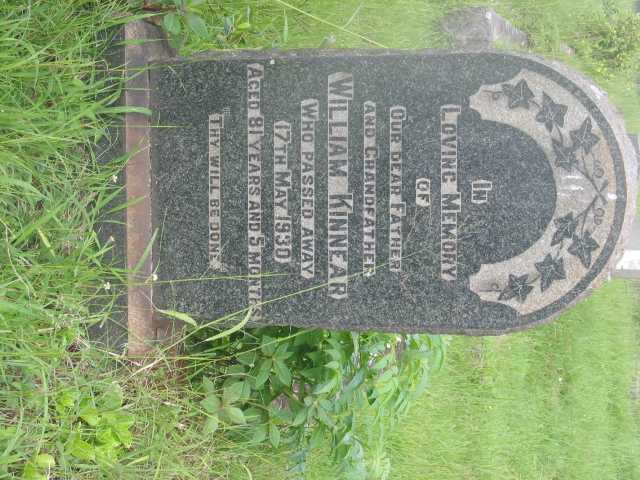 IN
LOVING MEMORY
OF
OUR DEAR FATHER
AND GRANDFATHER
WILLIAM KINNEAR
WHO PASSED AWAY
17TH MAY 1930
AGED 81 YEARS AND 5 MONTHS
"THY WILL BE DONE"